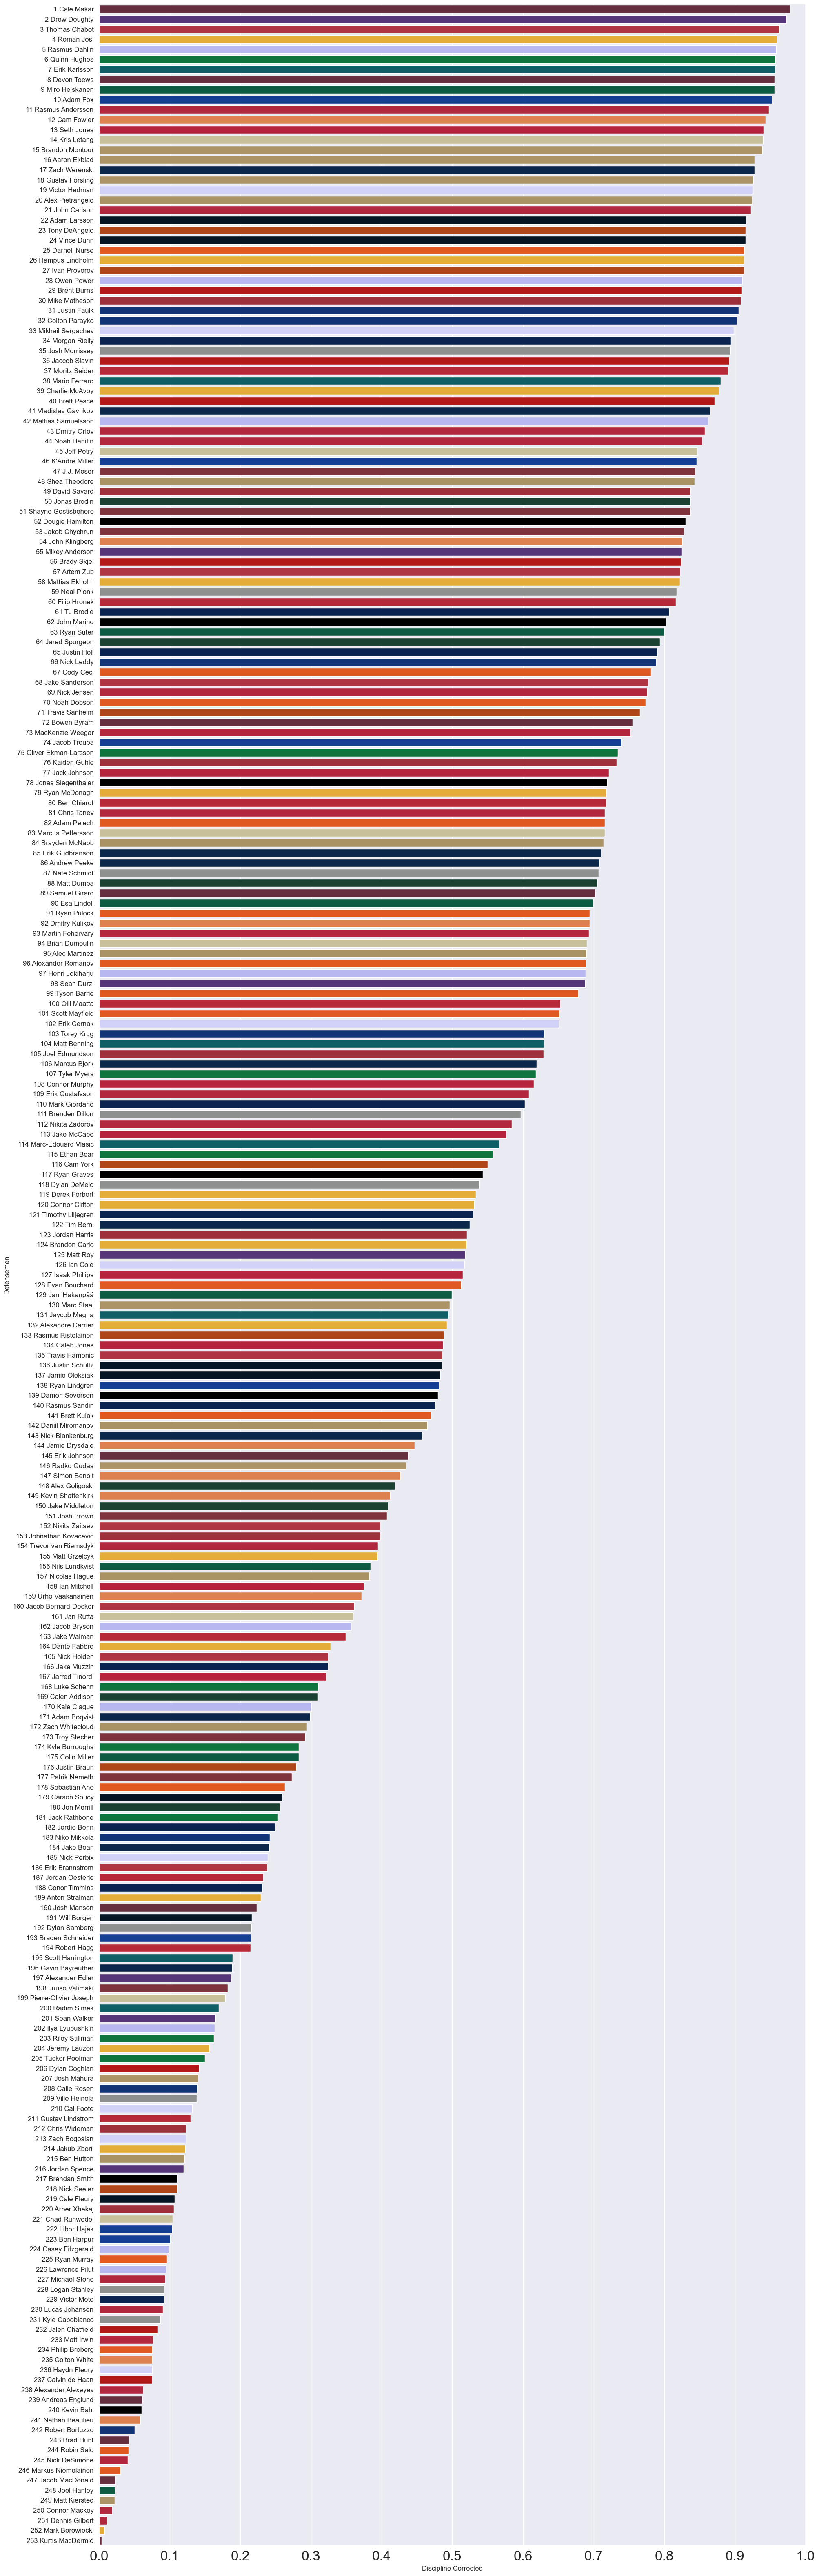 1 Cale Makar
2 Drew Doughty
3 Thomas Chabot
4 Roman Josi
5 Rasmus Dahlin
6 Quinn Hughes
7 Erik Karlsson
8 Devon Toews
9 Miro Heiskanen
10 Adam Fox
11 Rasmus Andersson
12 Cam Fowler
13 Seth Jones
14 Kris Letang
15 Brandon Montour
16 Aaron Ekblad
17 Zach Werenski
18 Gustav Forsling
19 Victor Hedman
20 Alex Pietrangelo
21 John Carlson
22 Adam Larsson
23 Tony DeAngelo
24 Vince Dunn
25 Darnell Nurse
26 Hampus Lindholm
27 Ivan Provorov
28 Owen Power
29 Brent Burns
30 Mike Matheson
31 Justin Faulk
32 Colton Parayko
33 Mikhail Sergachev
34 Morgan Rielly
35 Josh Morrissey
36 Jaccob Slavin
37 Moritz Seider
38 Mario Ferraro
39 Charlie McAvoy
40 Brett Pesce
41 Vladislav Gavrikov
42 Mattias Samuelsson
43 Dmitry Orlov
44 Noah Hanifin
45 Jeff Petry
46 K'Andre Miller
47 J.J. Moser
48 Shea Theodore
49 David Savard
50 Jonas Brodin
51 Shayne Gostisbehere
52 Dougie Hamilton
53 Jakob Chychrun
54 John Klingberg
55 Mikey Anderson
56 Brady Skjei
57 Artem Zub
58 Mattias Ekholm
59 Neal Pionk
60 Filip Hronek
61 TJ Brodie
62 John Marino
63 Ryan Suter
64 Jared Spurgeon
65 Justin Holl
66 Nick Leddy
67 Cody Ceci
68 Jake Sanderson
69 Nick Jensen
70 Noah Dobson
71 Travis Sanheim
72 Bowen Byram
73 MacKenzie Weegar
74 Jacob Trouba
75 Oliver Ekman-Larsson
76 Kaiden Guhle
77 Jack Johnson
78 Jonas Siegenthaler
79 Ryan McDonagh
80 Ben Chiarot
81 Chris Tanev
82 Adam Pelech
83 Marcus Pettersson
84 Brayden McNabb
85 Erik Gudbranson
86 Andrew Peeke
87 Nate Schmidt
88 Matt Dumba
89 Samuel Girard
90 Esa Lindell
91 Ryan Pulock
92 Dmitry Kulikov
93 Martin Fehervary
94 Brian Dumoulin
95 Alec Martinez
96 Alexander Romanov
97 Henri Jokiharju
98 Sean Durzi
99 Tyson Barrie
100 Olli Maatta
101 Scott Mayfield
102 Erik Cernak
103 Torey Krug
104 Matt Benning
105 Joel Edmundson
106 Marcus Bjork
107 Tyler Myers
108 Connor Murphy
109 Erik Gustafsson
110 Mark Giordano
111 Brenden Dillon
112 Nikita Zadorov
113 Jake McCabe
114 Marc-Edouard Vlasic
115 Ethan Bear
116 Cam York
117 Ryan Graves
118 Dylan DeMelo
119 Derek Forbort
120 Connor Clifton
121 Timothy Liljegren
122 Tim Berni
123 Jordan Harris
124 Brandon Carlo
125 Matt Roy
126 Ian Cole
127 Isaak Phillips
128 Evan Bouchard
129 Jani Hakanpää
130 Marc Staal
131 Jaycob Megna
132 Alexandre Carrier
133 Rasmus Ristolainen
134 Caleb Jones
135 Travis Hamonic
136 Justin Schultz
137 Jamie Oleksiak
138 Ryan Lindgren
139 Damon Severson
140 Rasmus Sandin
141 Brett Kulak
142 Daniil Miromanov
143 Nick Blankenburg
144 Jamie Drysdale
145 Erik Johnson
146 Radko Gudas
147 Simon Benoit
148 Alex Goligoski
149 Kevin Shattenkirk
150 Jake Middleton
151 Josh Brown
152 Nikita Zaitsev
153 Johnathan Kovacevic
154 Trevor van Riemsdyk
155 Matt Grzelcyk
156 Nils Lundkvist
157 Nicolas Hague
158 Ian Mitchell
159 Urho Vaakanainen
160 Jacob Bernard-Docker
161 Jan Rutta
162 Jacob Bryson
163 Jake Walman
164 Dante Fabbro
165 Nick Holden
166 Jake Muzzin
167 Jarred Tinordi
168 Luke Schenn
169 Calen Addison
170 Kale Clague
171 Adam Boqvist
172 Zach Whitecloud
173 Troy Stecher
174 Kyle Burroughs
175 Colin Miller
176 Justin Braun
177 Patrik Nemeth
178 Sebastian Aho
179 Carson Soucy
180 Jon Merrill
181 Jack Rathbone
182 Jordie Benn
183 Niko Mikkola
184 Jake Bean
185 Nick Perbix
186 Erik Brannstrom
187 Jordan Oesterle
188 Conor Timmins
189 Anton Stralman
190 Josh Manson
191 Will Borgen
192 Dylan Samberg
193 Braden Schneider
194 Robert Hagg
195 Scott Harrington
196 Gavin Bayreuther
197 Alexander Edler
198 Juuso Valimaki
199 Pierre-Olivier Joseph
200 Radim Simek
201 Sean Walker
202 Ilya Lyubushkin
203 Riley Stillman
204 Jeremy Lauzon
205 Tucker Poolman
206 Dylan Coghlan
207 Josh Mahura
208 Calle Rosen
209 Ville Heinola
210 Cal Foote
211 Gustav Lindstrom
212 Chris Wideman
213 Zach Bogosian
214 Jakub Zboril
215 Ben Hutton
216 Jordan Spence
217 Brendan Smith
218 Nick Seeler
219 Cale Fleury
220 Arber Xhekaj
221 Chad Ruhwedel
222 Libor Hajek
223 Ben Harpur
224 Casey Fitzgerald
225 Ryan Murray
226 Lawrence Pilut
227 Michael Stone
228 Logan Stanley
229 Victor Mete
230 Lucas Johansen
231 Kyle Capobianco
232 Jalen Chatfield
233 Matt Irwin
234 Philip Broberg
235 Colton White
236 Haydn Fleury
237 Calvin de Haan
238 Alexander Alexeyev
239 Andreas Englund
240 Kevin Bahl
241 Nathan Beaulieu
242 Robert Bortuzzo
243 Brad Hunt
244 Robin Salo
245 Nick DeSimone
246 Markus Niemelainen
247 Jacob MacDonald
248 Joel Hanley
249 Matt Kiersted
250 Connor Mackey
251 Dennis Gilbert
252 Mark Borowiecki
253 Kurtis MacDermid
Defensemen
0.0 0.1 0.2 0.3 0.4 0.5 0.6 0.7 0.8 0.9 1.0
Discipline Corrected